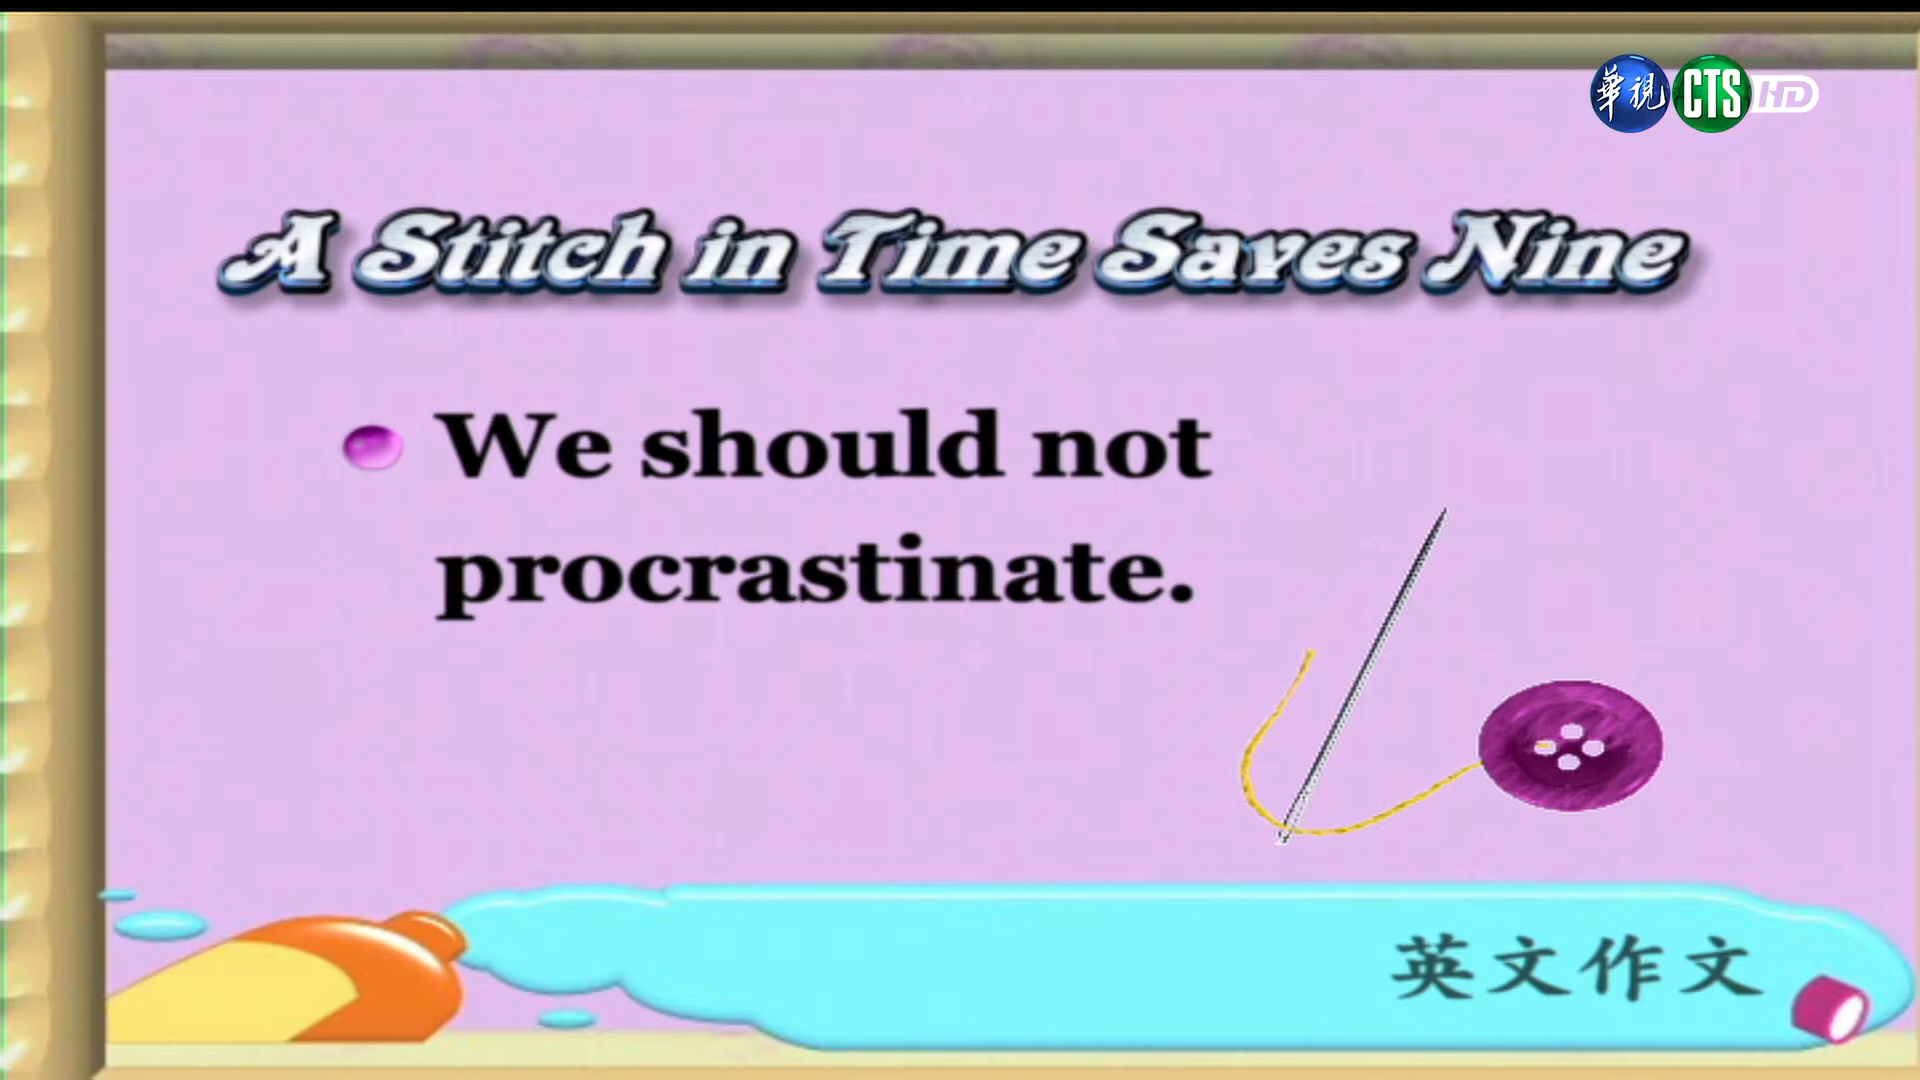 華視 CTS HD
A Stitch in Time Saves Nine
We should not
procrastinate.
英文作文